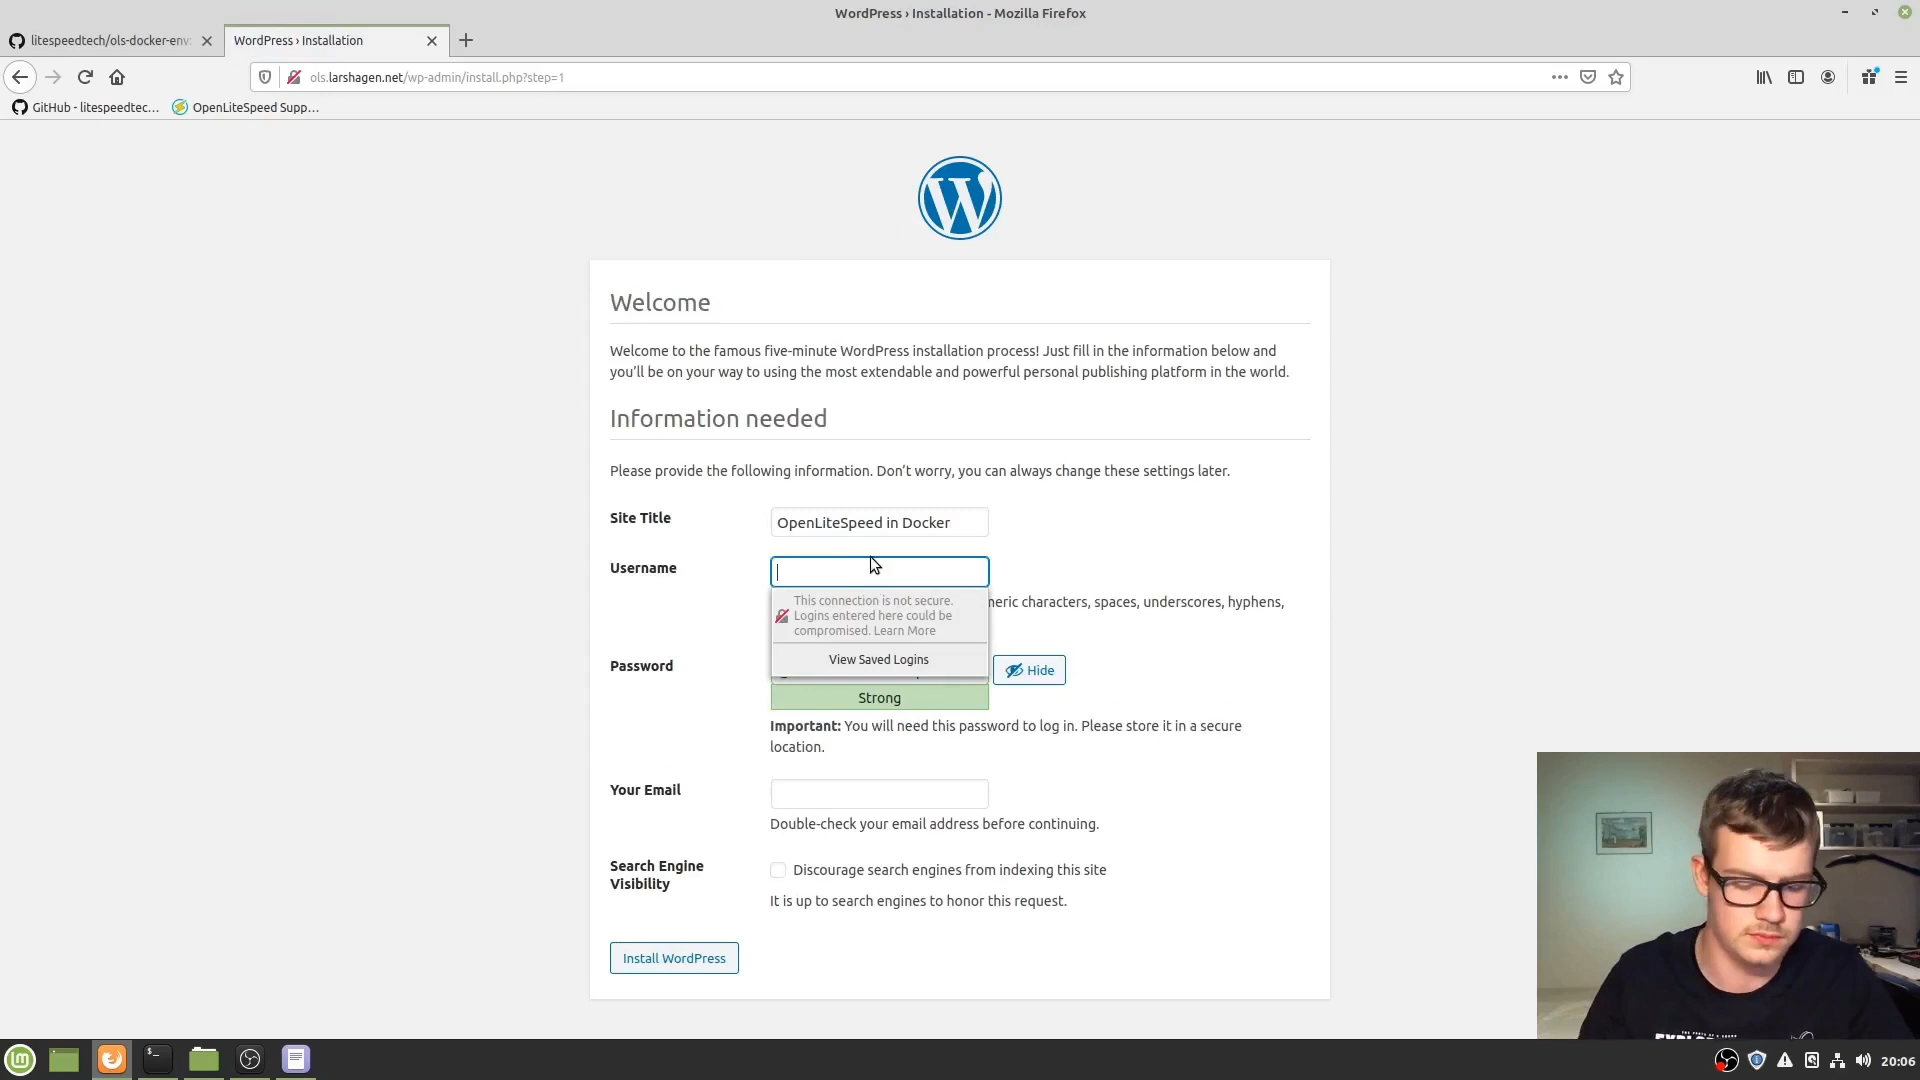 WordPress › Installation - Mozilla Firefox
litespeedtech/ols-docker-env:
WordPress › Installation
ols.larshagen.net/wp-admin/install.php?step=1
GitHub - litespeedtec…
OpenLiteSpeed Supp…
Welcome
Welcome to the famous five-minute WordPress installation process! Just fill in the information below and
you’ll be on your way to using the most extendable and powerful personal publishing platform in the world.
Information needed
Please provide the following information. Don’t worry, you can always change these settings later.
Site Title
OpenLiteSpeed in Docker
Username
This connection is not secure.
Logins entered here could be
compromised. Learn More
characters, spaces, underscores, hyphens,
View Saved Logins
Password
Hide
Strong
Important: You will need this password to log in. Please store it in a secure
location.
Your Email
Double-check your email address before continuing.
Search Engine
Visibility
Discourage search engines from indexing this site
It is up to search engines to honor this request.
Install WordPress
20:06